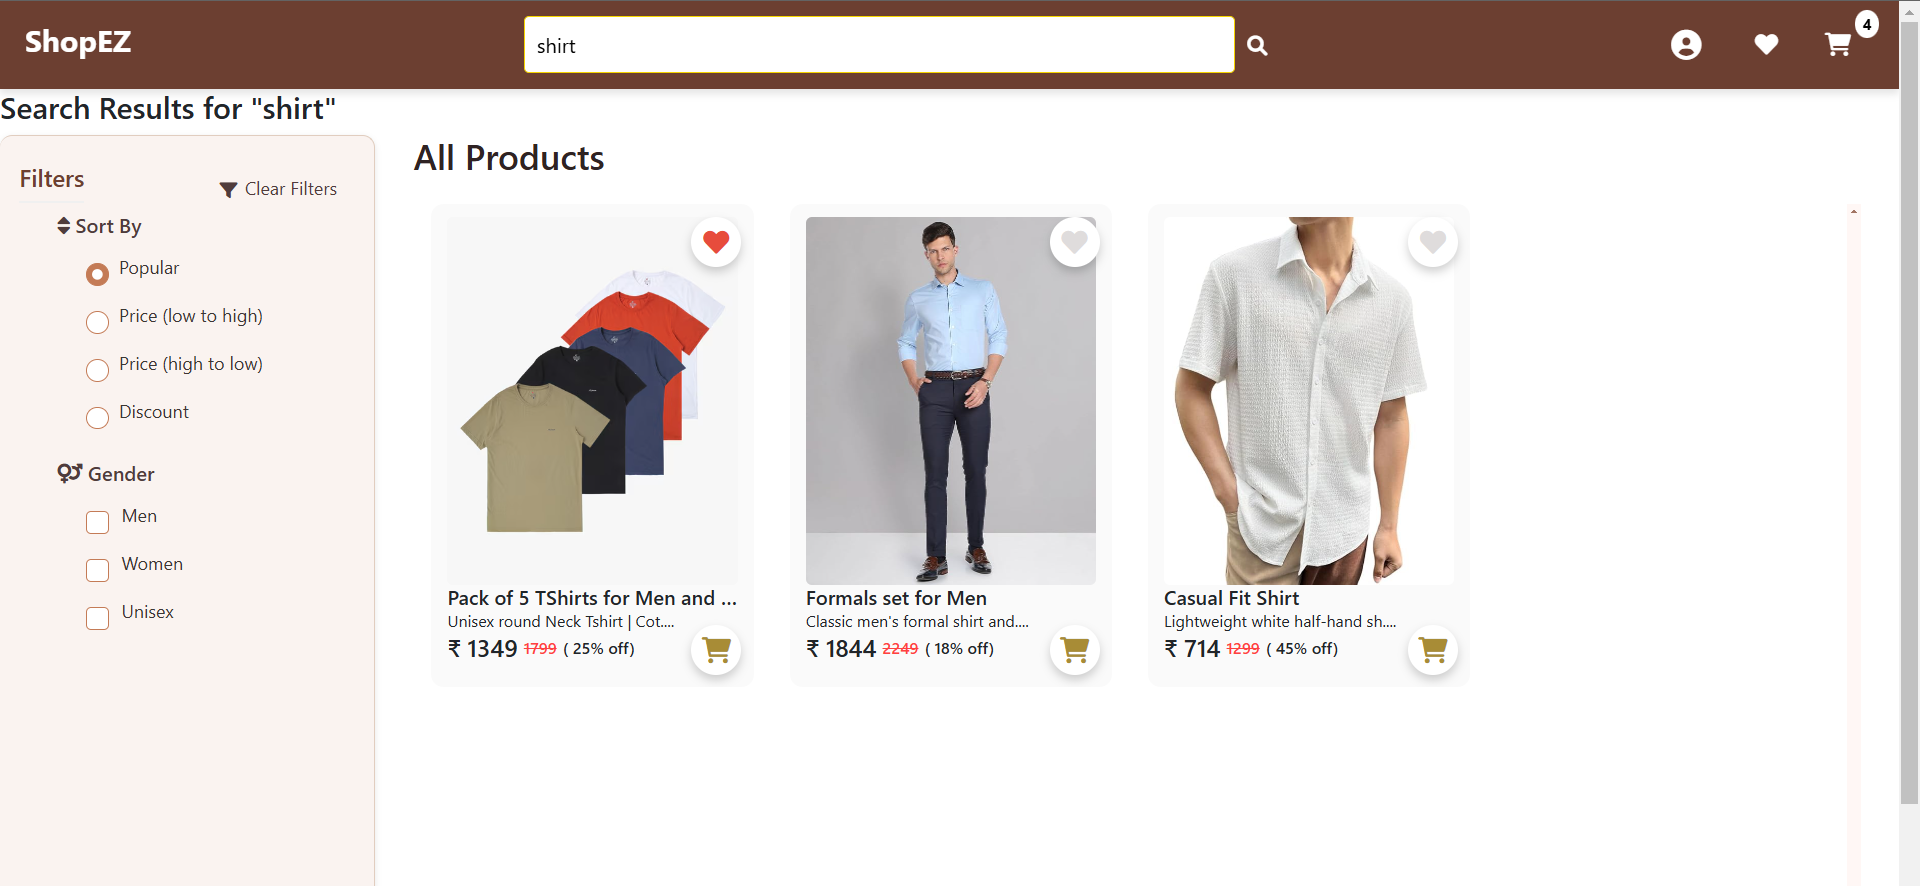 ShopEZ
shirt
4
Search Results for "shirt"
Filters
Clear Filters
Sort By
Popular
Price (low to high)
Price (high to low)
Discount
Gender
Men
Women
Unisex
All Products
Pack of 5 TShirts for Men and ...
Unisex round Neck Tshirt | Cot....
₹ 1349 1799 ( 25% off)
Formals set for Men
Classic men's formal shirt and....
₹ 1844 2249 ( 18% off)
Casual Fit Shirt
Lightweight white half-hand sh....
₹ 714 1299 ( 45% off)